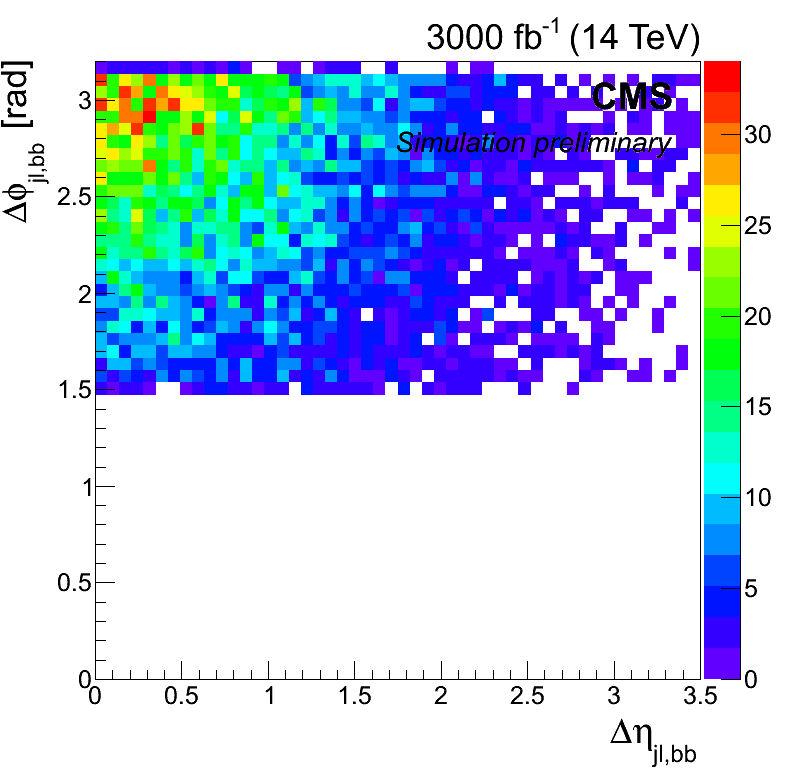 3000 fb-1 (14 TeV)
CMS
Simulation preliminary
Δϕjl,bb [rad]
3
2.5
2
1.5
1
0.5
0
0 0.5 1 1.5 2 2.5 3 3.5
Δηjl,bb
30
25
20
15
10
5
0